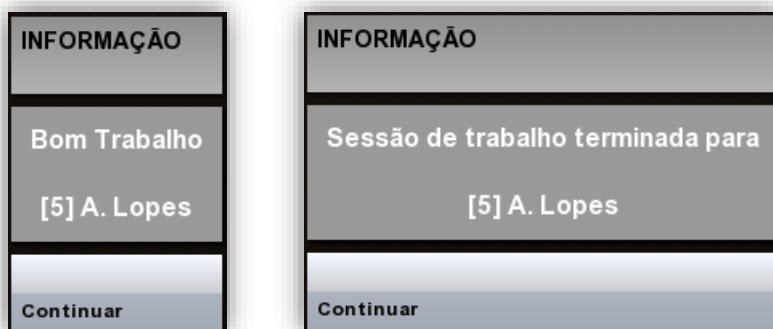 INFORMAÇÃO
Bom Trabalho
[5] A. Lopes
Continuar
INFORMAÇÃO
Sessão de trabalho terminada para
[5] A. Lopes
Continuar